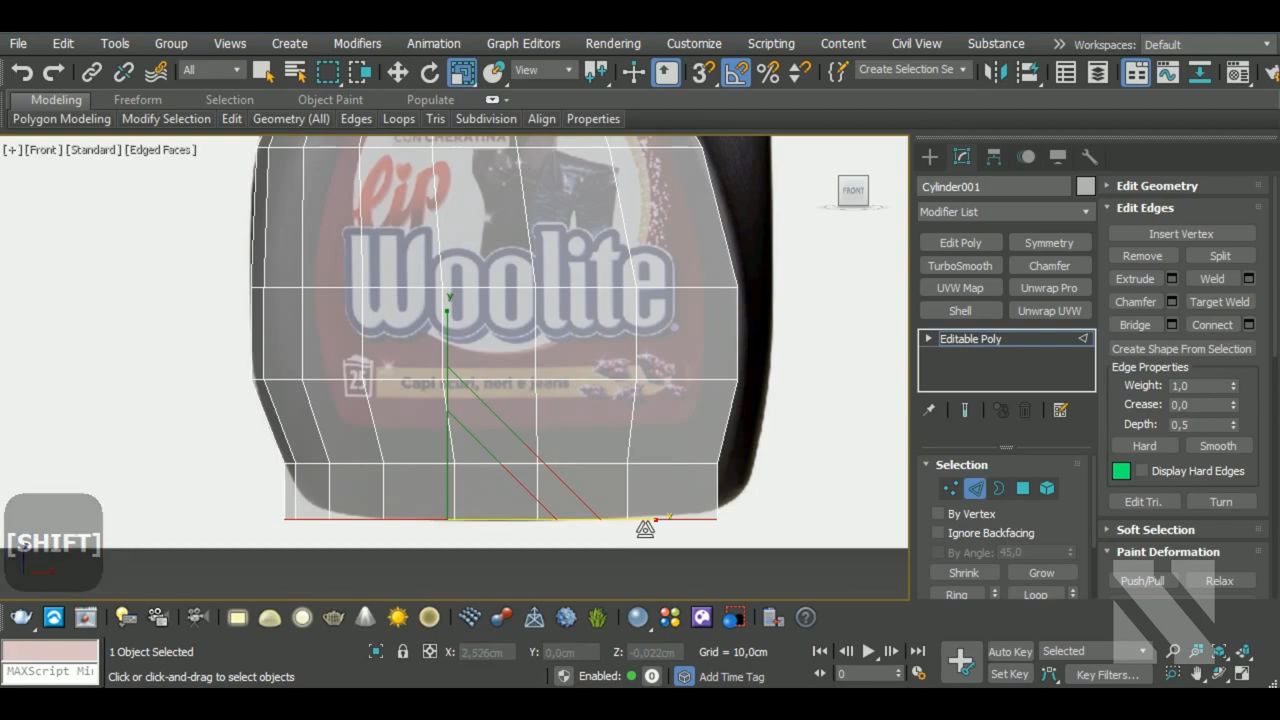 File Edit Tools Group Views Create Modifiers Animation Graph Editors Rendering Customize Scripting Content Civil View Substance Workspaces: Default
All View Create Selection Se
Modeling Freeform Selection Object Paint Populate
Polygon Modeling Modify Selection Edit Geometry (All) Edges Loops Tris Subdivision Align Properties
[+] [Front] [Standard] [Edged Faces]
CON CHERATINA
lip
Woolite
25
Capi scuri, neri e jeans
y
x
FRONT
[SHIFT]
Cylinder001
Modifier List
Edit Poly Symmetry
TurboSmooth Chamfer
UVW Map Unwrap Pro
Shell Unwrap UVW
Editable Poly
Selection
By Vertex
Ignore Backfacing
By Angle: 45,0
Shrink Grow
Ring Loop
Edit Geometry
Edit Edges
Insert Vertex
Remove Split
Extrude Weld
Chamfer Target Weld
Bridge Connect
Create Shape From Selection
Edge Properties
Weight: 1,0
Crease: 0,0
Depth: 0,5
Hard Smooth
Display Hard Edges
Edit Tri. Turn
Soft Selection
Paint Deformation
Push/Pull Relax
1 Object Selected X: 2,526cm Y: 0,0cm Z: -0,022cm Grid = 10,0cm Auto Key Selected
MAXScript Mi Click or click-and-drag to select objects Enabled: 0 Add Time Tag 0 Set Key Key Filters...